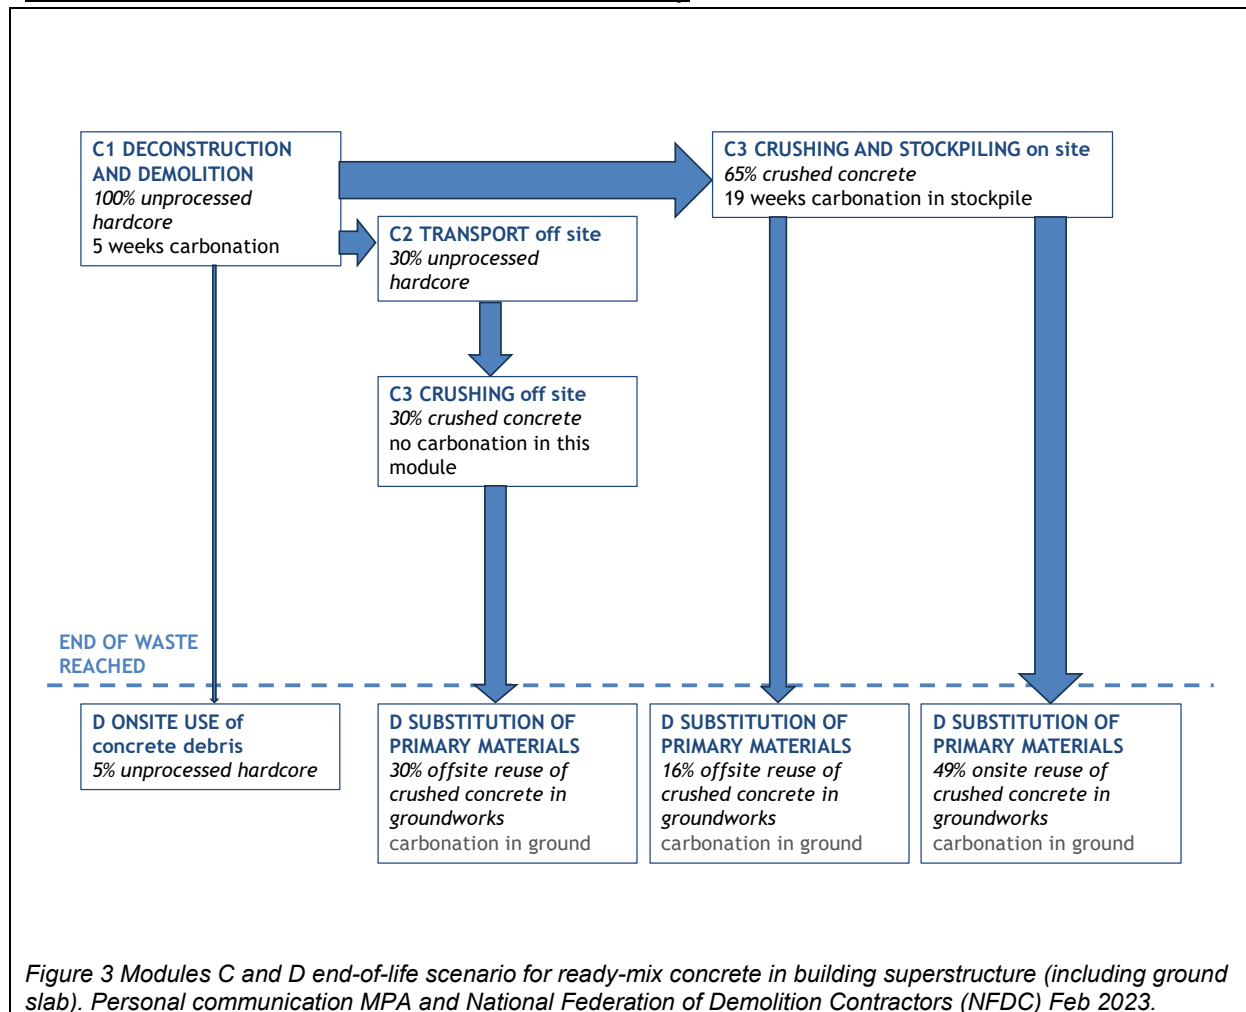 C1 DECONSTRUCTION
AND DEMOLITION
100% unprocessed
hardcore
5 weeks carbonation
C3 CRUSHING AND STOCKPILING on site
65% crushed concrete
19 weeks carbonation in stockpile
C2 TRANSPORT off site
30% unprocessed
hardcore
C3 CRUSHING off site
30% crushed concrete
no carbonation in this
module
END OF WASTE
REACHED
D ONSITE USE of
concrete debris
5% unprocessed hardcore
D SUBSTITUTION OF
PRIMARY MATERIALS
30% offsite reuse of
crushed concrete in
groundworks
carbonation in ground
D SUBSTITUTION OF
PRIMARY MATERIALS
16% offsite reuse of
crushed concrete in
groundworks
carbonation in ground
D SUBSTITUTION OF
PRIMARY MATERIALS
49% onsite reuse of
crushed concrete in
groundworks
carbonation in ground
Figure 3 Modules C and D end-of-life scenario for ready-mix concrete in building superstructure (including ground
slab). Personal communication MPA and National Federation of Demolition Contractors (NFDC) Feb 2023.